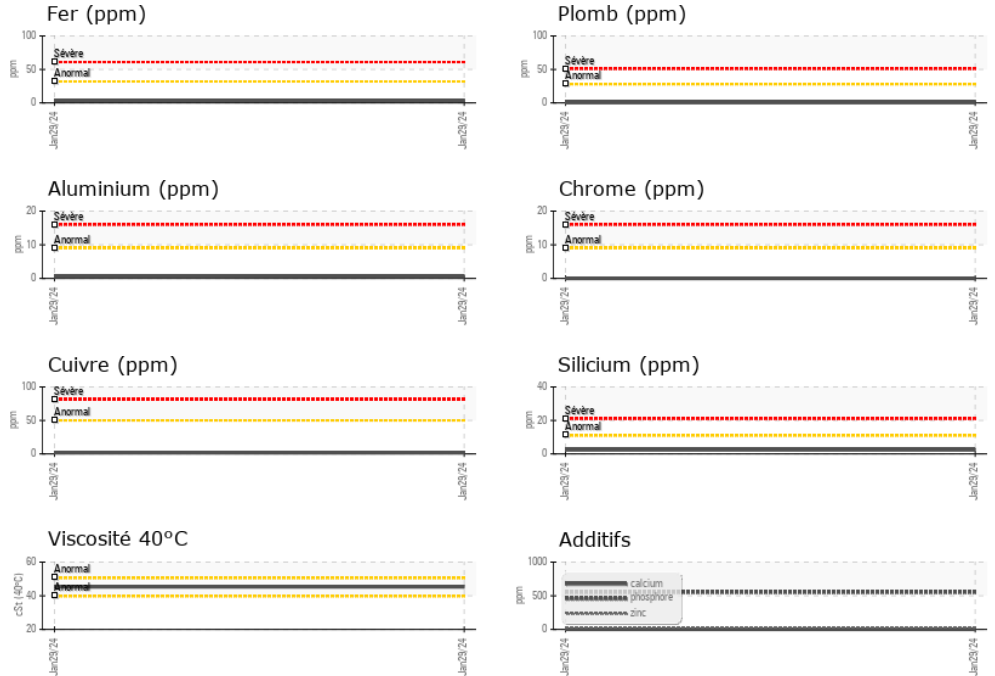 Fer (ppm)
100
50
0
ppm
Sévère
Anormal
Jan29/24
Jan29/24
Plomb (ppm)
100
50
0
ppm
Sévère
Anormal
Jan29/24
Jan29/24
Aluminium (ppm)
20
10
0
ppm
Sévère
Anormal
Jan29/24
Jan29/24
Chrome (ppm)
20
10
0
ppm
Sévère
Anormal
Jan29/24
Jan29/24
Cuivre (ppm)
100
50
0
ppm
Sévère
Anormal
Jan29/24
Jan29/24
Silicium (ppm)
40
20
0
ppm
Sévère
Anormal
Jan29/24
Jan29/24
Viscosité 40°C
60
40
20
cSt (40°C)
Anormal
Anormal
Jan29/24
Jan29/24
Additifs
1000
500
0
ppm
calcium
phosphore
zinc
Jan29/24
Jan29/24